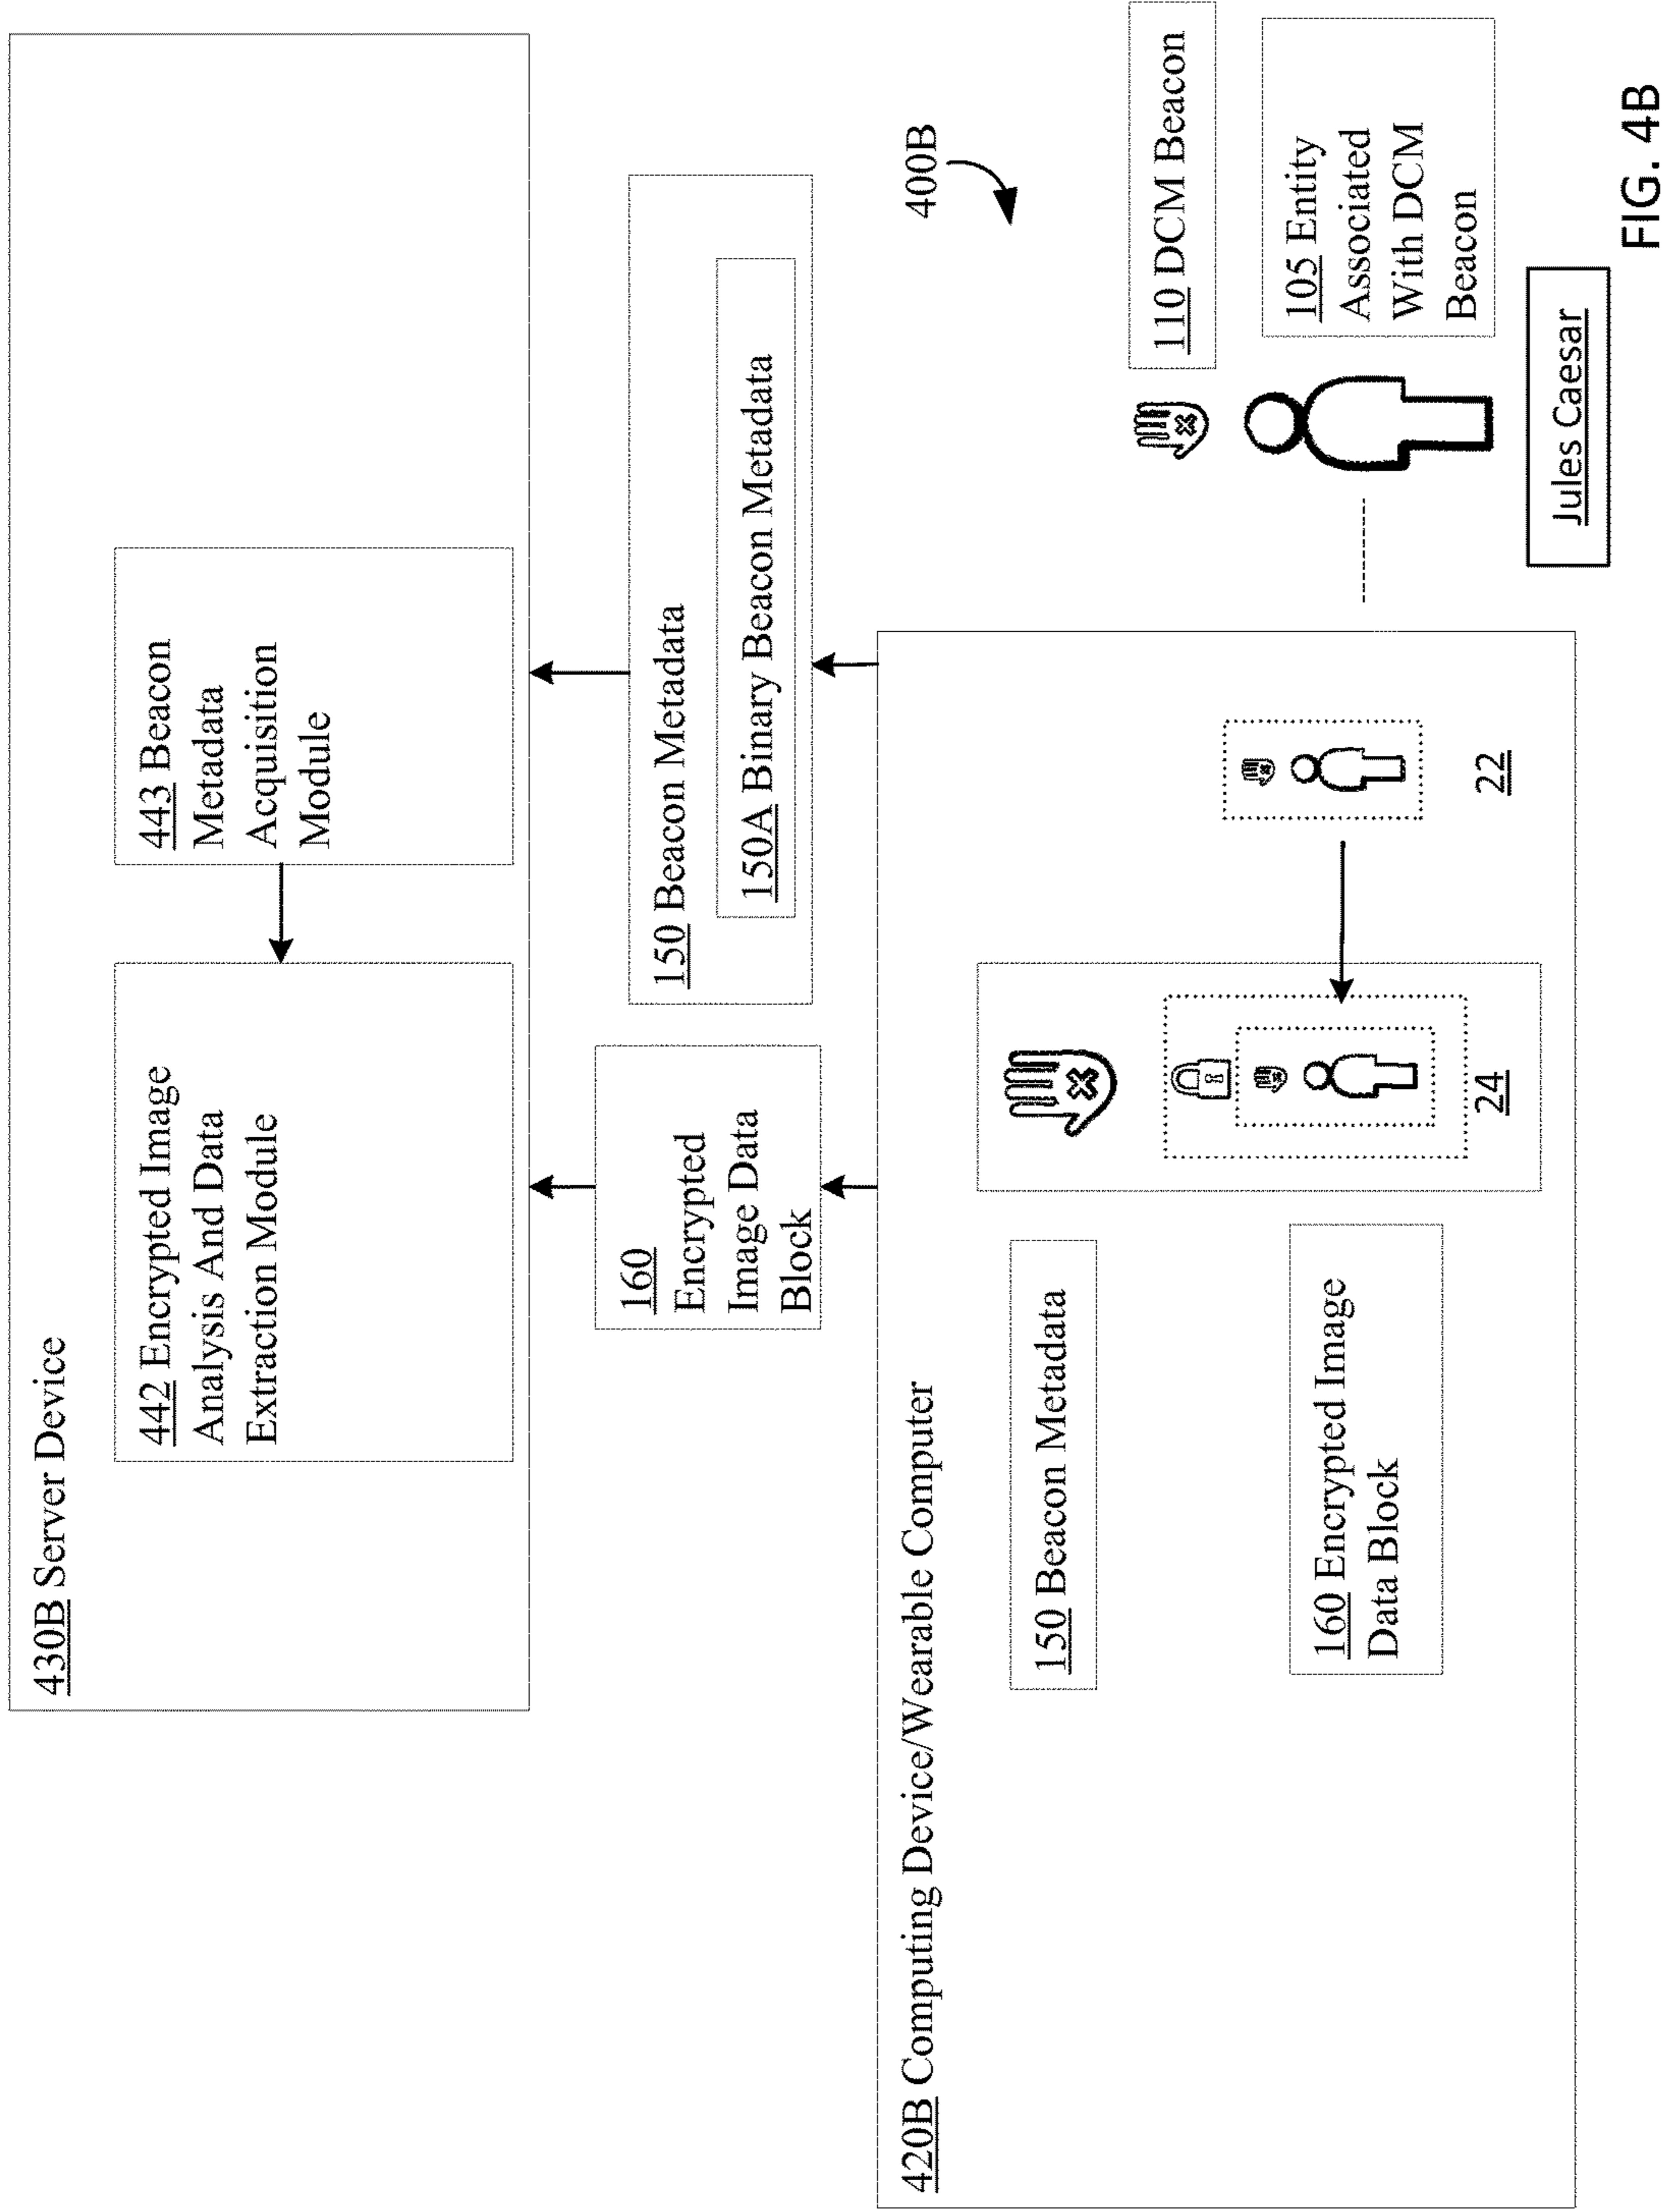 430B Server Device
442 Encrypted Image
Analysis And Data
Extraction Module
443 Beacon
Metadata
Acquisition
Module
160
Encrypted
Image Data
Block
150 Beacon Metadata
150A Binary Beacon Metadata
420B Computing Device/Wearable Computer
150 Beacon Metadata
160 Encrypted Image
Data Block
24
22
400B
110 DCM Beacon
105 Entity
Associated
With DCM
Beacon
Jules Caesar
FIG. 4B